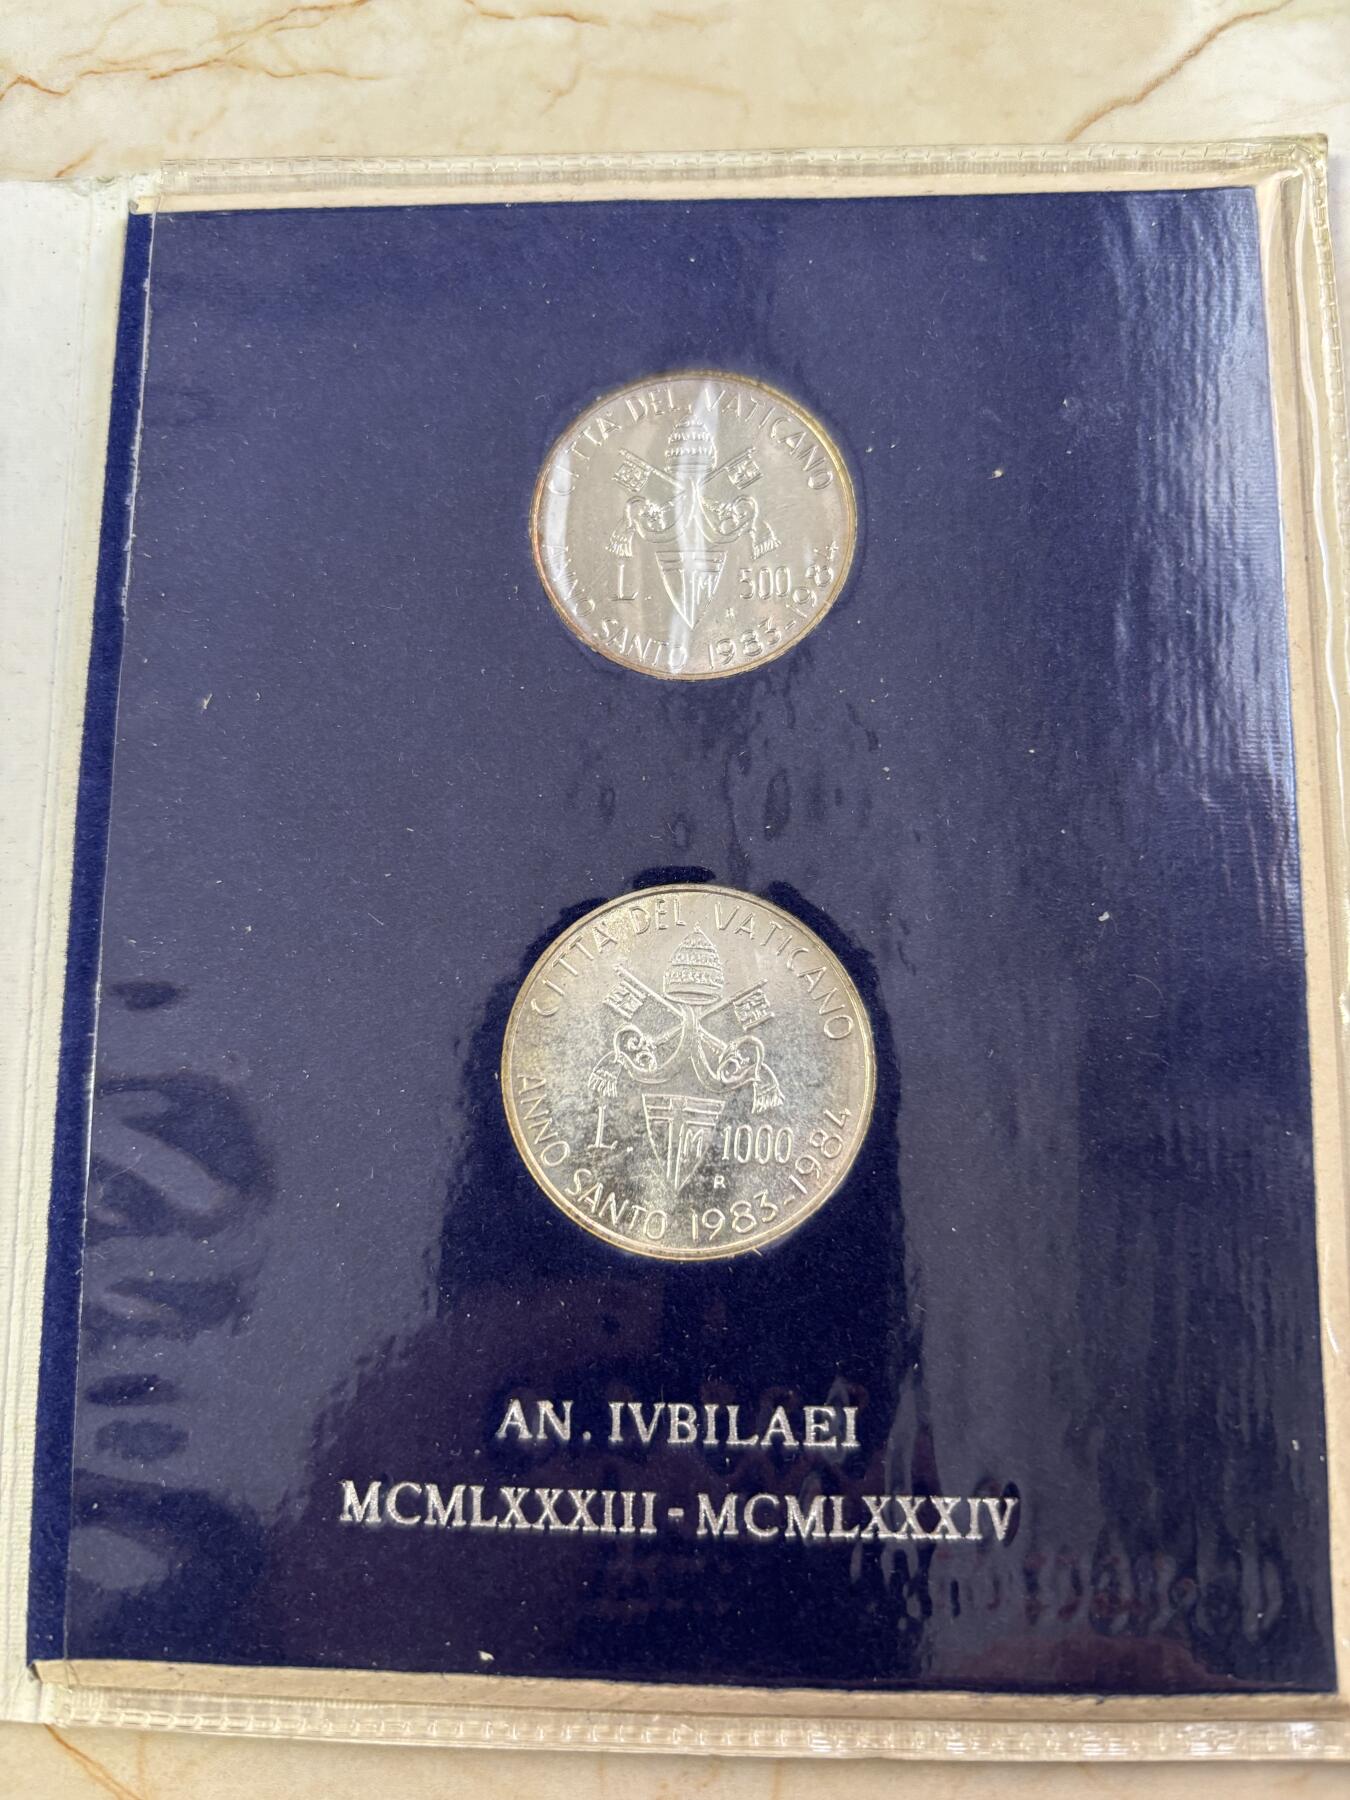 CITTA' DEL VATICANO
L. M 500
R
ANNO SANTO 1983-1984
CITTA' DEL VATICANO
L. M 1000
R
ANNO SANTO 1983-1984
AN. IVBILAEI
MCMLXXXIII-MCMLXXXIV